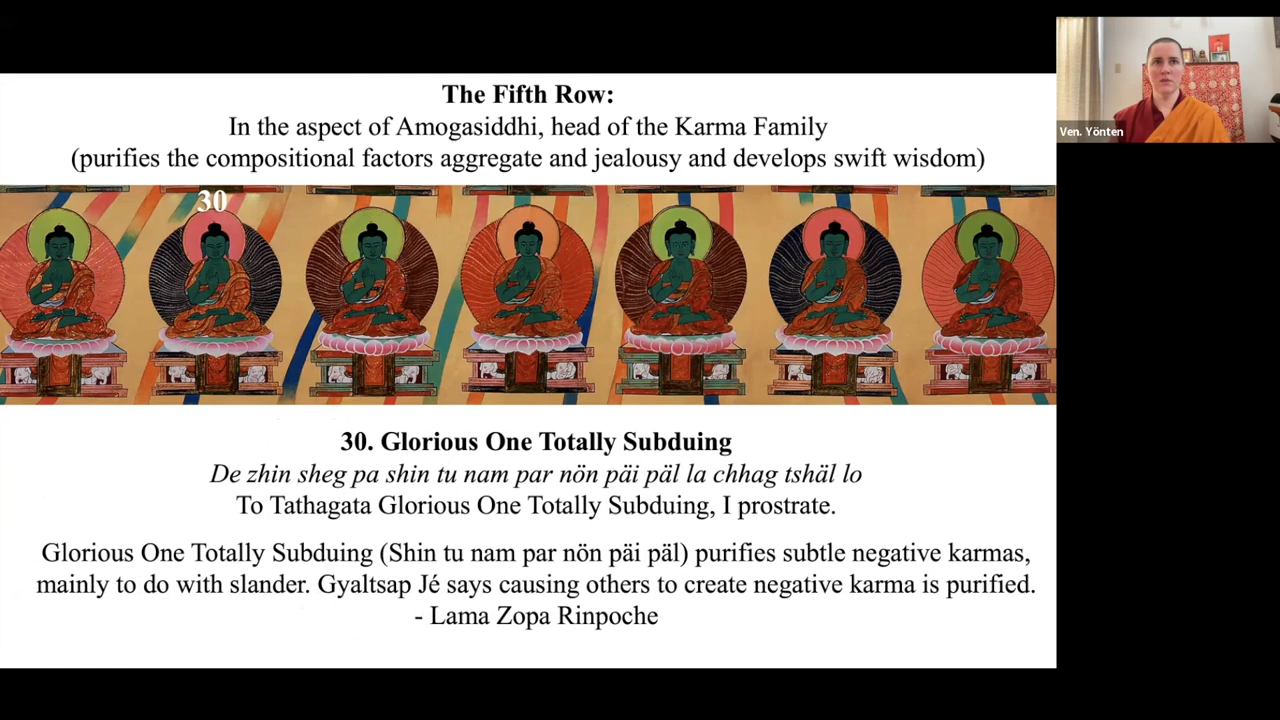 The Fifth Row:
In the aspect of Amogasiddhi, head of the Karma Family
(purifies the compositional factors aggregate and jealousy and develops swift wisdom)
30
30. Glorious One Totally Subduing
De zhin sheg pa shin tu nam par nön päi päl la chhag tshäl lo
To Tathagata Glorious One Totally Subduing, I prostrate.
Glorious One Totally Subduing (Shin tu nam par nön päi päl) purifies subtle negative karmas,
mainly to do with slander. Gyaltsap Jé says causing others to create negative karma is purified.
- Lama Zopa Rinpoche
Ven. Yönten